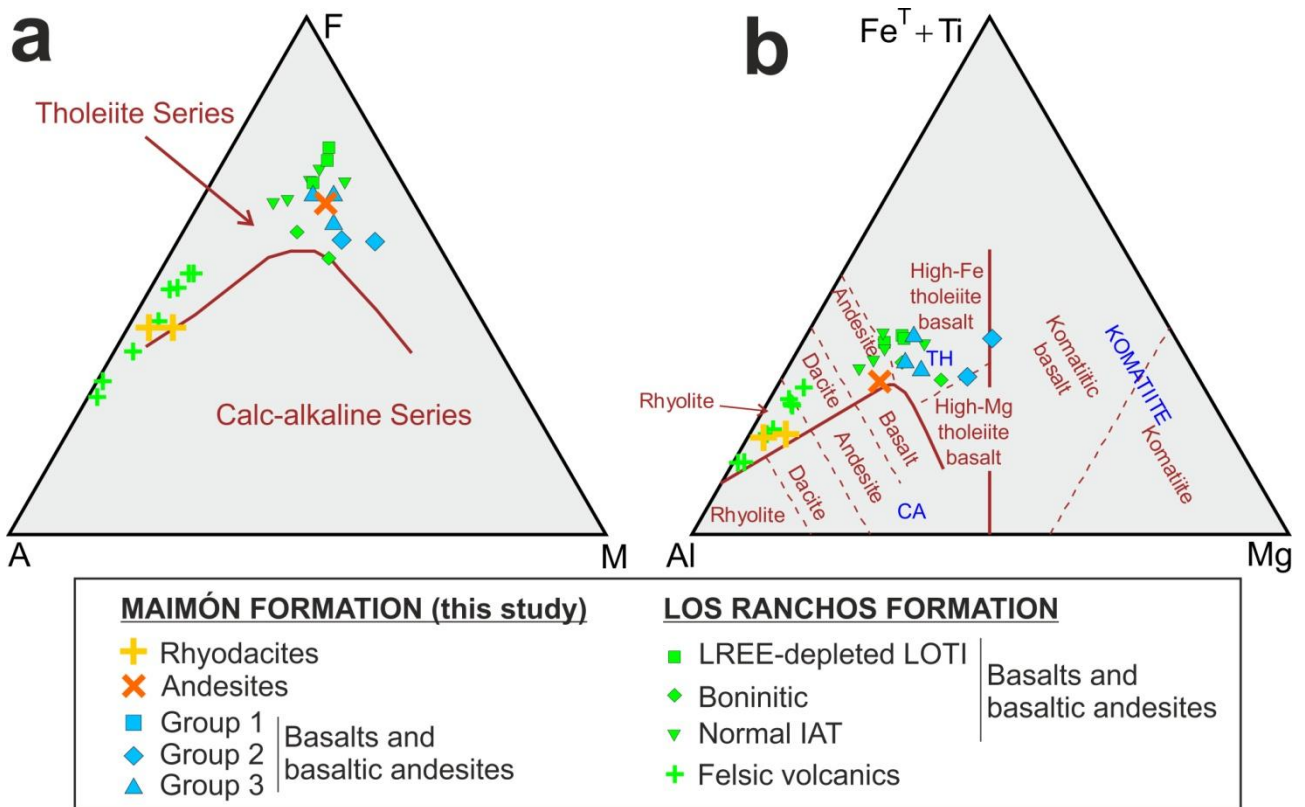 a
F
Tholeiite Series
Calc-alkaline Series
A
M
b
Fe^T + Ti
High-Fe
tholeiite
basalt
TH
Andesite
Dacite
Rhyolite
Komatiitic
basalt
KOMATIITE
Komatiite
High-Mg
tholeiite
basalt
Basalt
Andesite
Dacite
Rhyolite
CA
Al
Mg
MAIMÓN FORMATION (this study)
Rhyodacites
Andesites
Group 1
Group 2
Group 3
Basalts and
basaltic andesites
LOS RANCHOS FORMATION
LREE-depleted LOTI
Boninitic
Normal IAT
Basalts and
basaltic andesites
Felsic volcanics